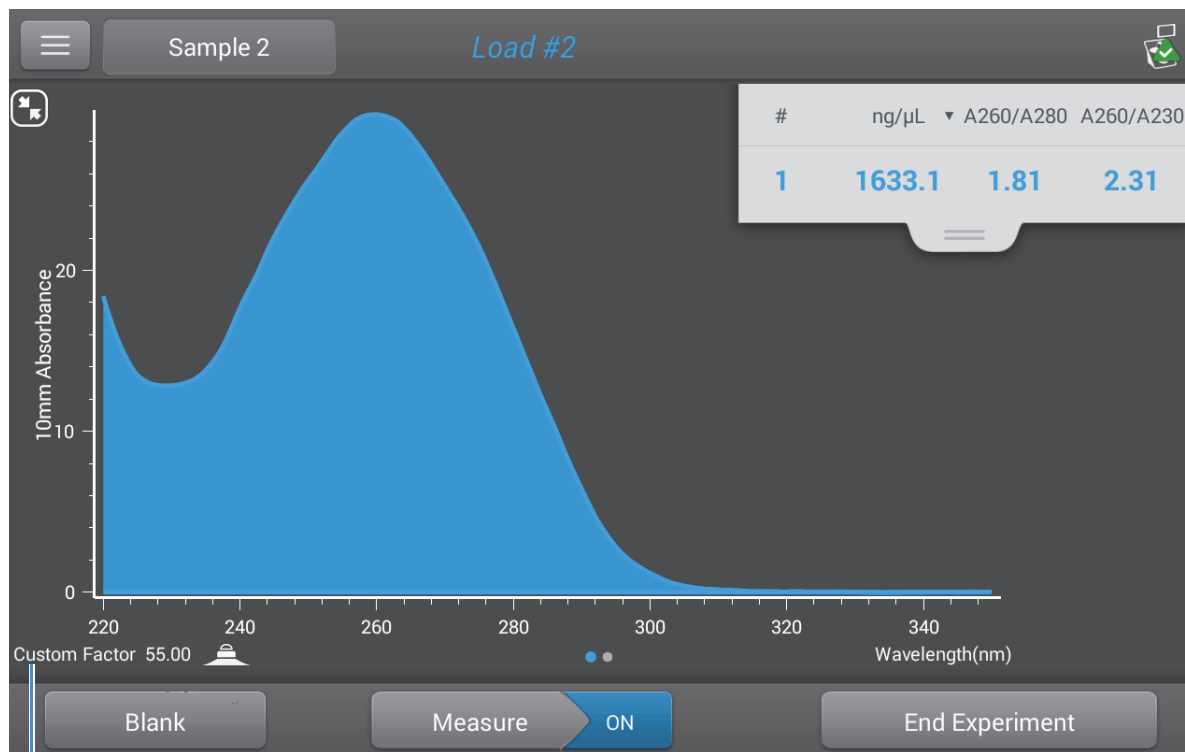 Sample 2
Load #2
# ng/µL ▼ A260/A280 A260/A230
1 1633.1 1.81 2.31
10mm Absorbance
20
10
0
220 240 260 280 300 320 340
Custom Factor 55.00
Wavelength(nm)
Blank
Measure
ON
End Experiment